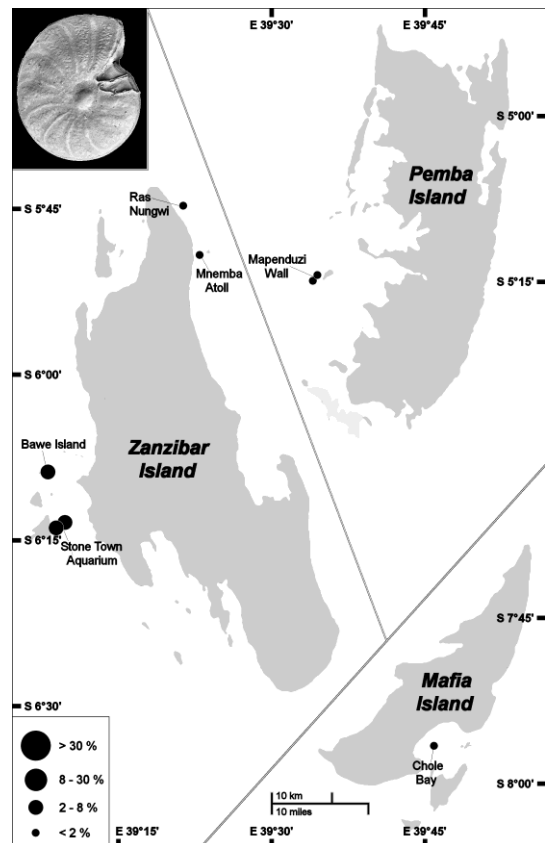 E 39°30'
E 39°45'
S 5°00'
Pemba
Island
Ras
Nungwi
S 5°45'
Mnemba
Atoll
Mapenduzi
Wall
S 5°15'
S 6°00'
Bawe Island
Zanzibar
Island
S 6°15'
Stone Town
Aquarium
S 7°45'
Mafia
Island
S 6°30'
> 30 %
8 - 30 %
2 - 8 %
< 2 %
Chole
Bay
S 8°00'
10 km
10 miles
E 39°15'
E 39°30'
E 39°45'